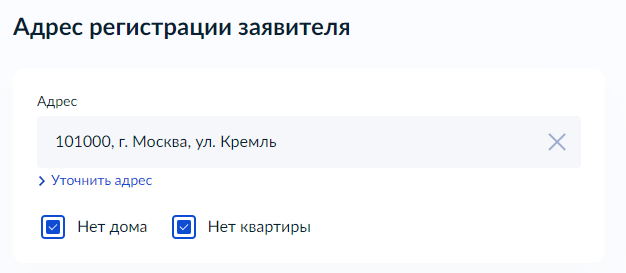 Адрес регистрации заявителя
Адрес
101000, г. Москва, ул. Кремль
Уточнить адрес
Нет дома Нет квартиры